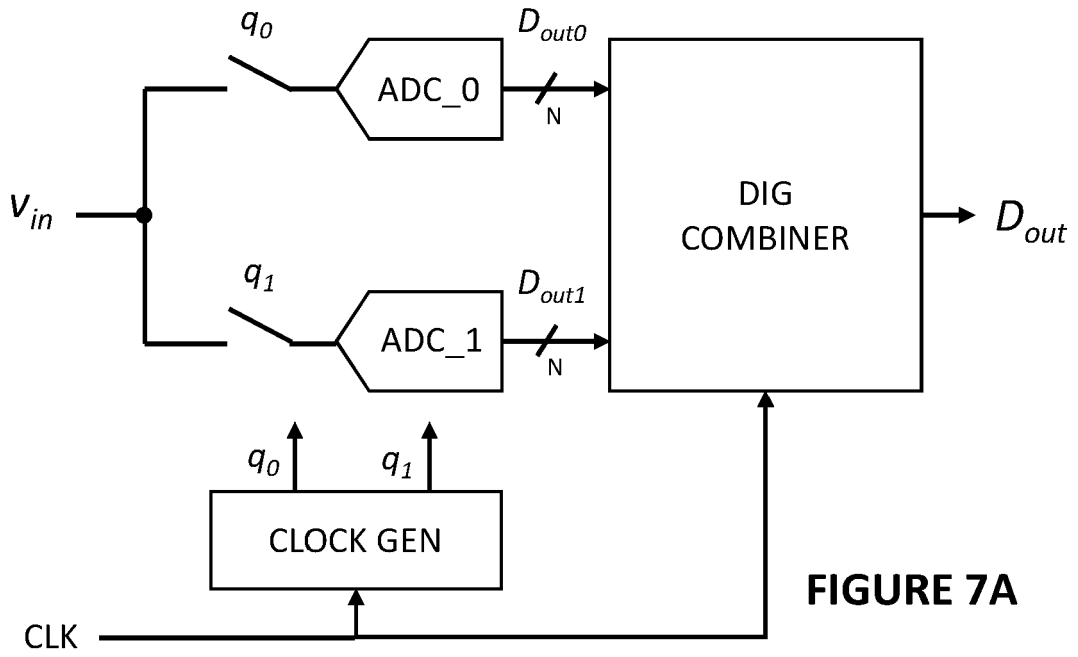 q0
Dout0
ADC_0
N
DIG
COMBINER
vin
Dout
q1
Dout1
ADC_1
N
q0
q1
CLOCK GEN
FIGURE 7A
CLK